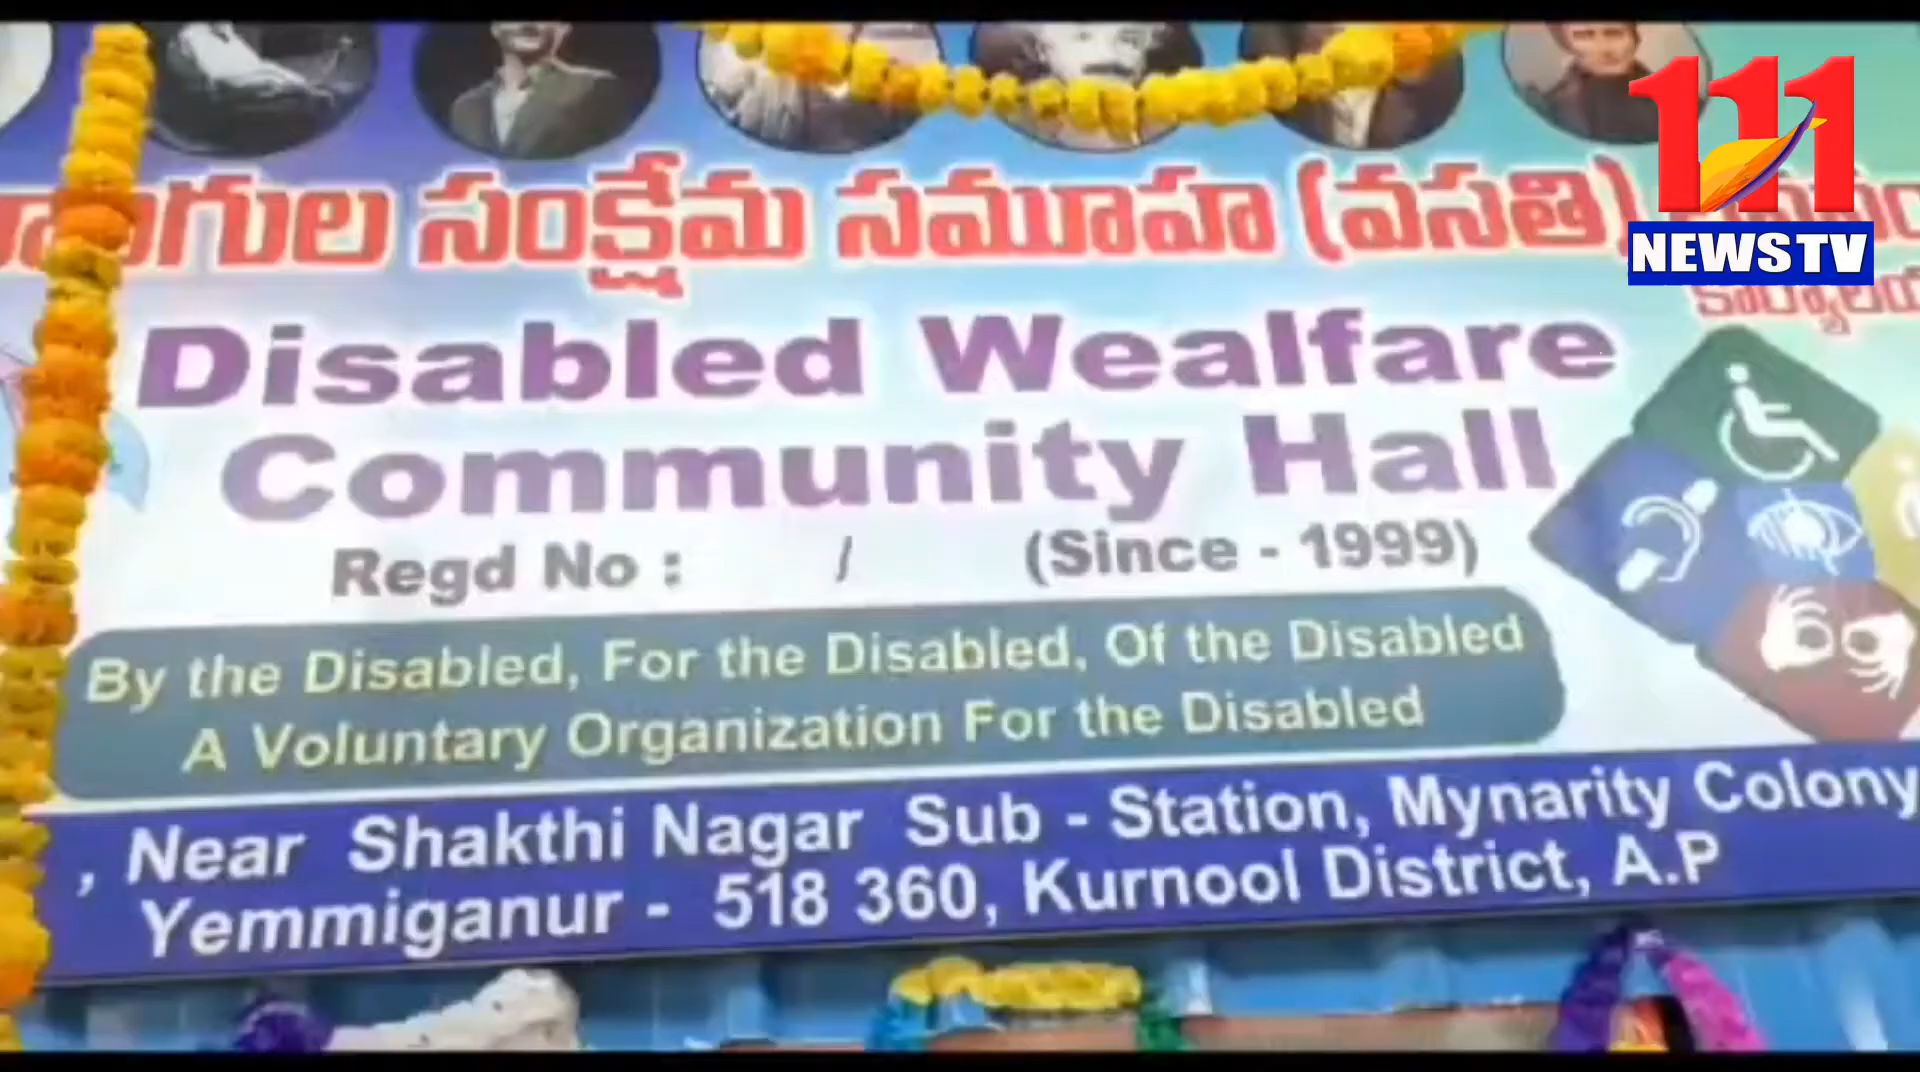 సంక్షేమ సమూహ (వసతి)
111
NEWS TV
Disabled Wealfare
Community Hall
Regd No : / (Since - 1999)
By the Disabled, For the Disabled, Of the Disabled
A Voluntary Organization For the Disabled
, Near Shakthi Nagar Sub - Station, Mynarity Colony
Yemmiganur - 518 360, Kurnool District, A.P